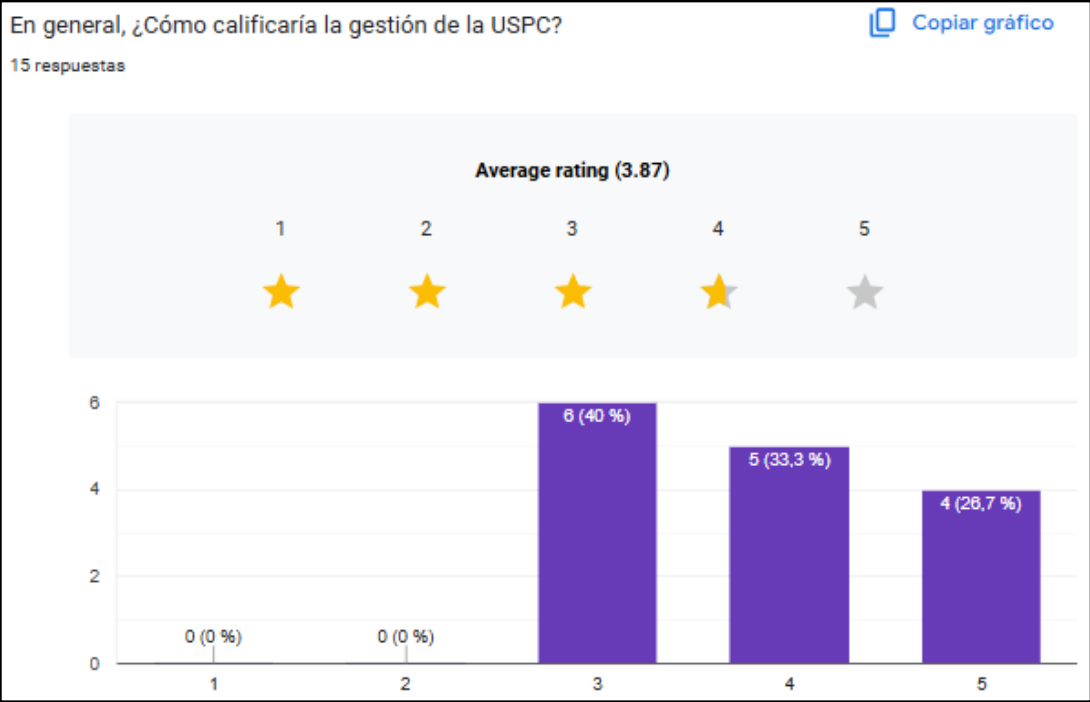 En general, ¿Cómo calificaría la gestión de la USPC?
Copiar gráfico
15 respuestas
Average rating (3.87)
1 2 3 4 5
6
6 (40 %)
5 (33,3 %)
4
4 (26,7 %)
2
0 (0 %) 0 (0 %)
0
1 2 3 4 5